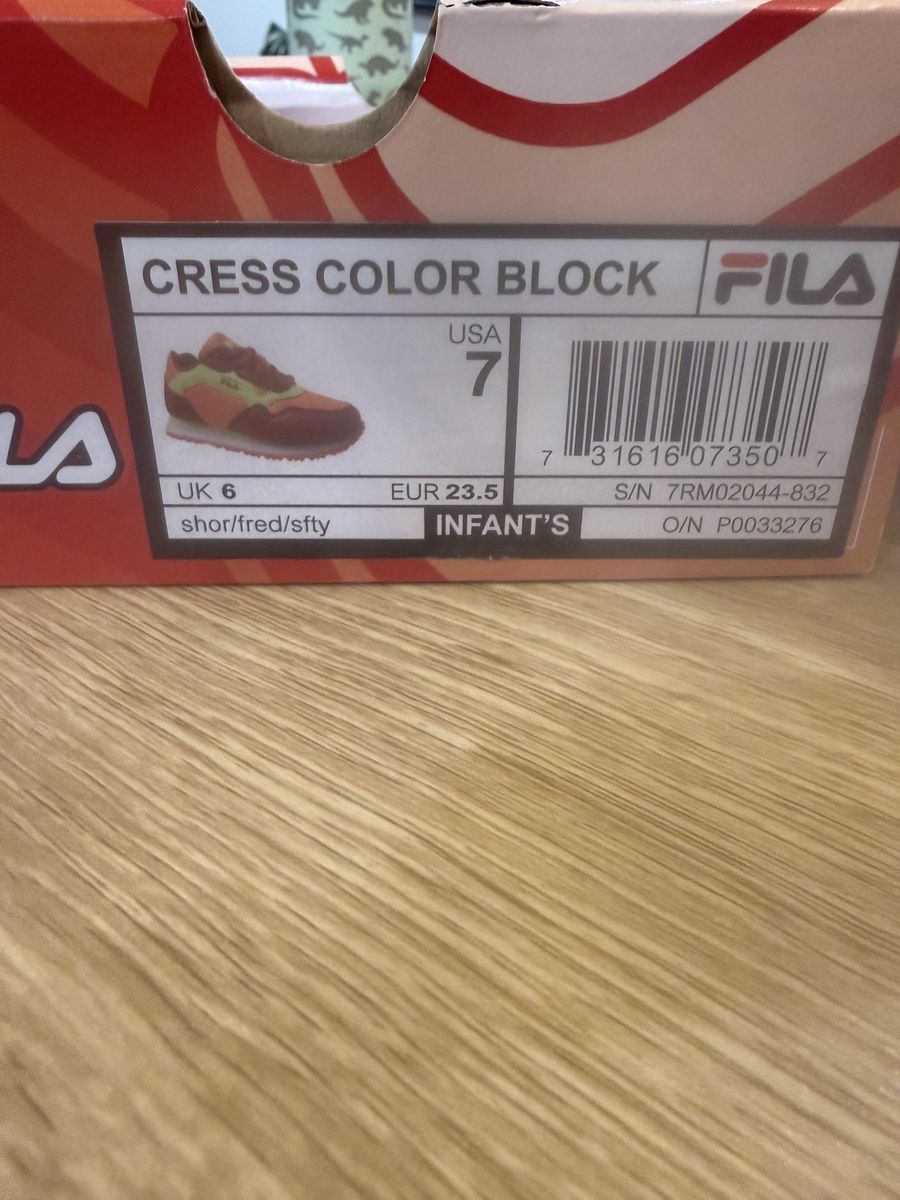 CRESS COLOR BLOCK
FILA
USA
7
FILA
7 31616 07350 7
LA
UK 6
EUR 23.5
S/N 7RM02044-832
shor/fred/sfty
INFANT'S
O/N P0033276